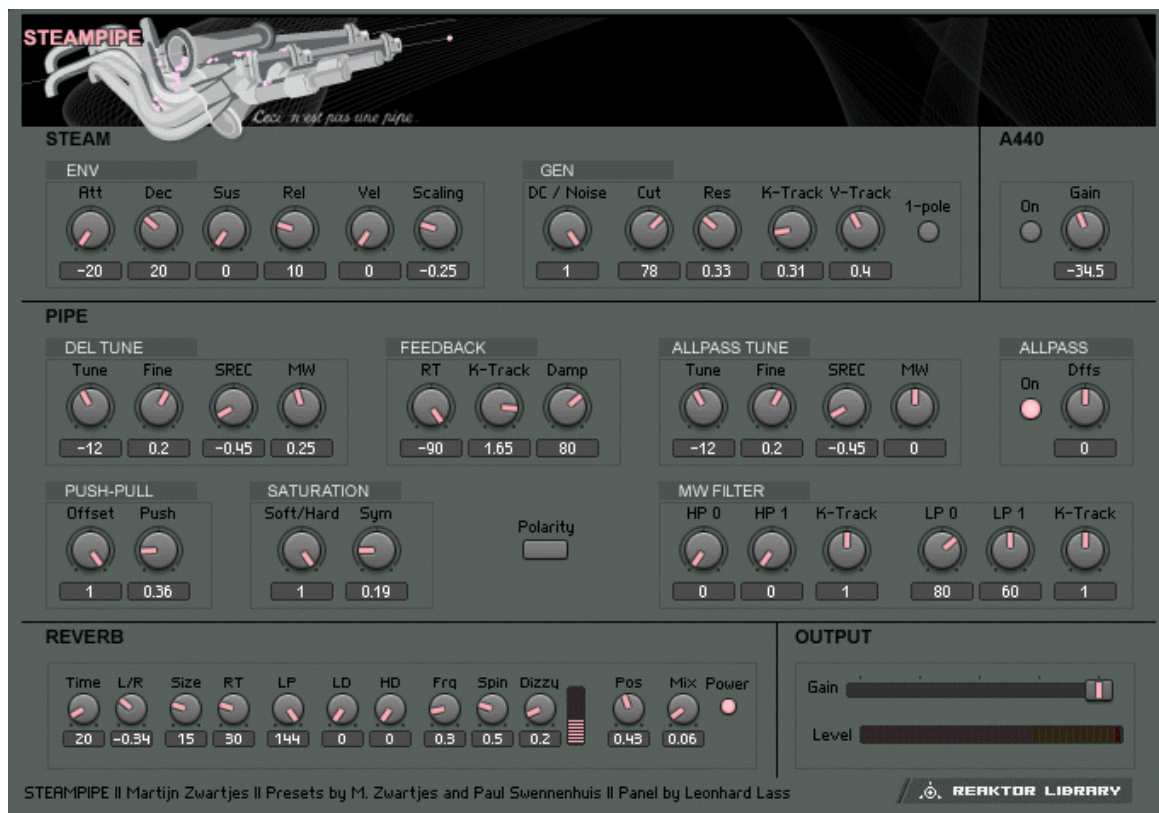 STEAMPIPE
Ceci n'est pas une pipe.
STEAM
A440
ENV
Att Dec Sus Rel Vel Scaling
-20 20 0 10 0 -0.25
GEN
DC / Noise Cut Res K-Track V-Track 1-pole
1 78 0.33 0.31 0.4
On Gain
-34.5
PIPE
DEL TUNE
Tune Fine SREC MW
-12 0.2 -0.45 0.25
FEEDBACK
RT K-Track Damp
-90 1.65 80
ALLPASS TUNE
Tune Fine SREC MW
-12 0.2 -0.45 0
ALLPASS
On Dffs
0
PUSH-PULL
Offset Push
1 0.36
SATURATION
Soft/Hard Sym
1 0.19
Polarity
MW FILTER
HP 0 HP 1 K-Track LP 0 LP 1 K-Track
0 0 1 80 60 1
REVERB
Time L/R Size RT LP LD HD Frq Spin Dizzy Pos Mix Power
20 -0.34 15 30 144 0 0 0.3 0.5 0.2 0.43 0.06
OUTPUT
Gain
Level
STEAMPIPE II Martijn Zwartjes II Presets by M. Zwartjes and Paul Swennenhuis II Panel by Leonhard Lass
REAKTOR LIBRARY